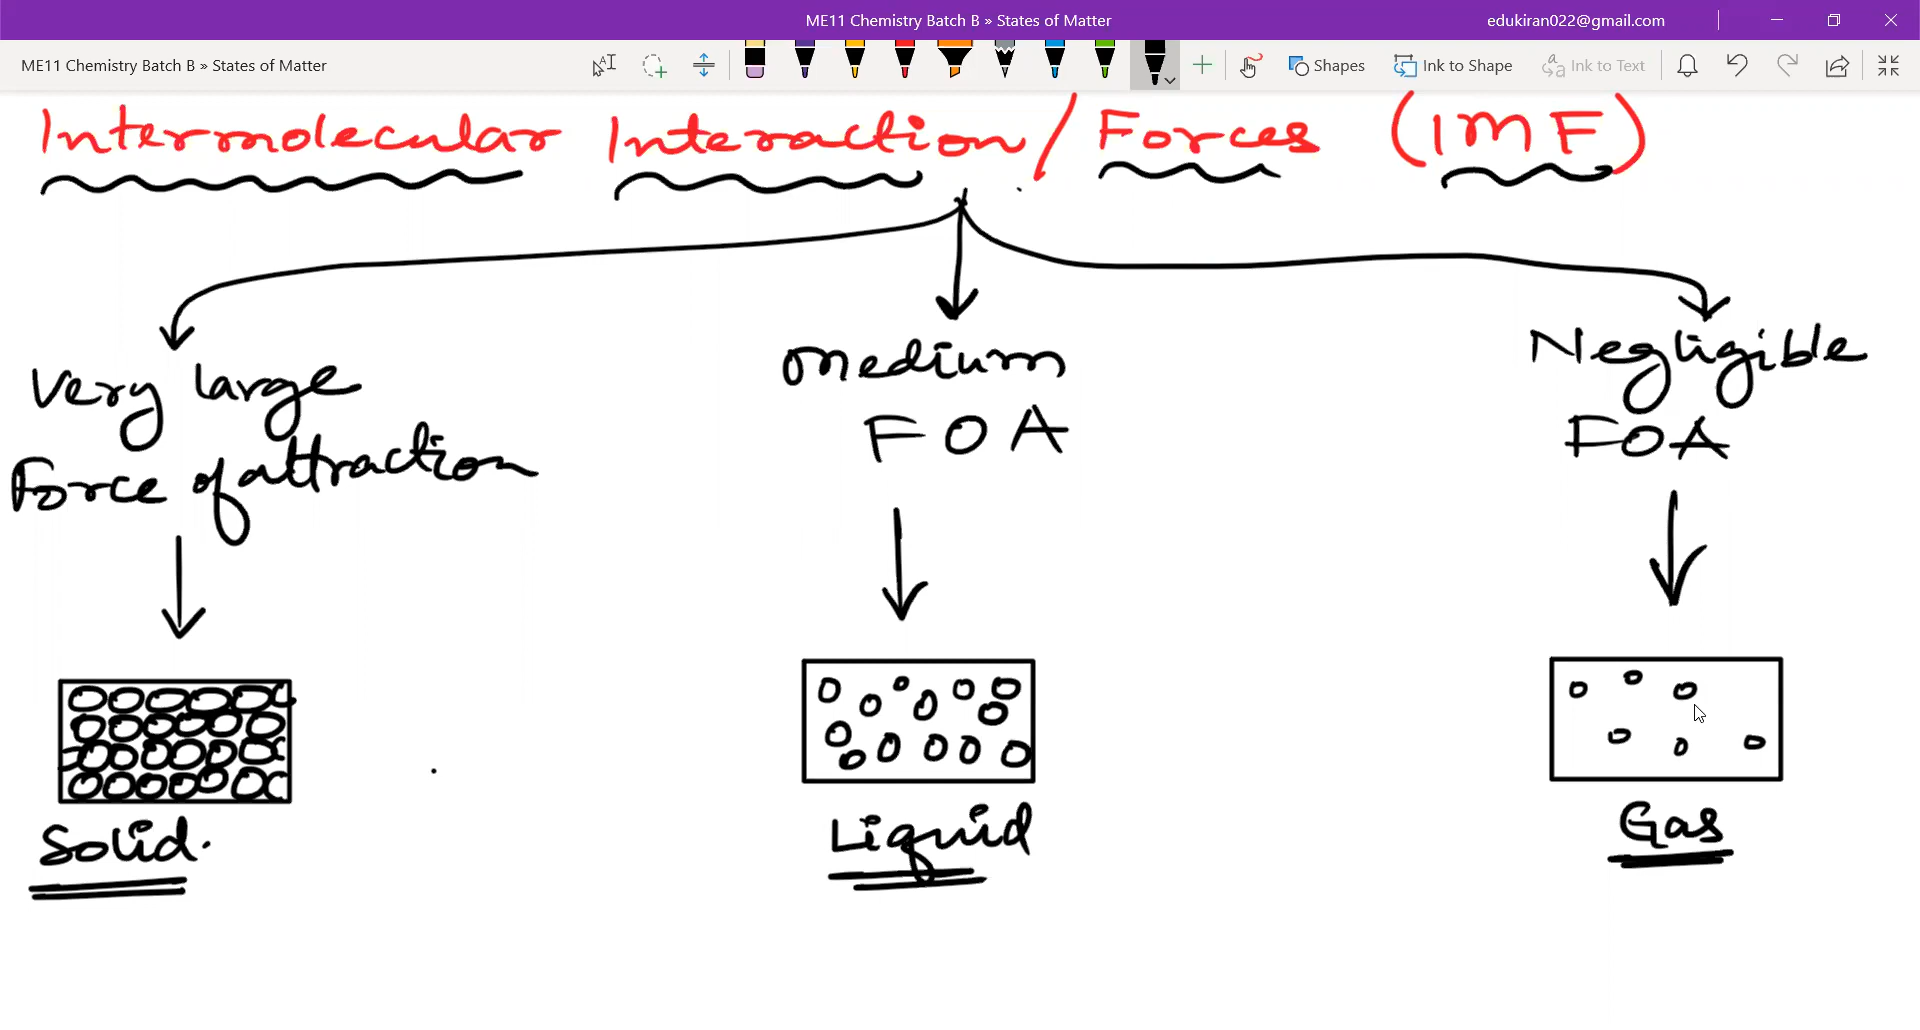 ME11 Chemistry Batch B » States of Matter
edukiran022@gmail.com
ME11 Chemistry Batch B » States of Matter
Shapes
Ink to Shape
Ink to Text
Intermolecular Interaction / Forces (IMF)
Very large
Force of attraction
Medium
FOA
Negligible
FOA
Solid.
Liquid
Gas